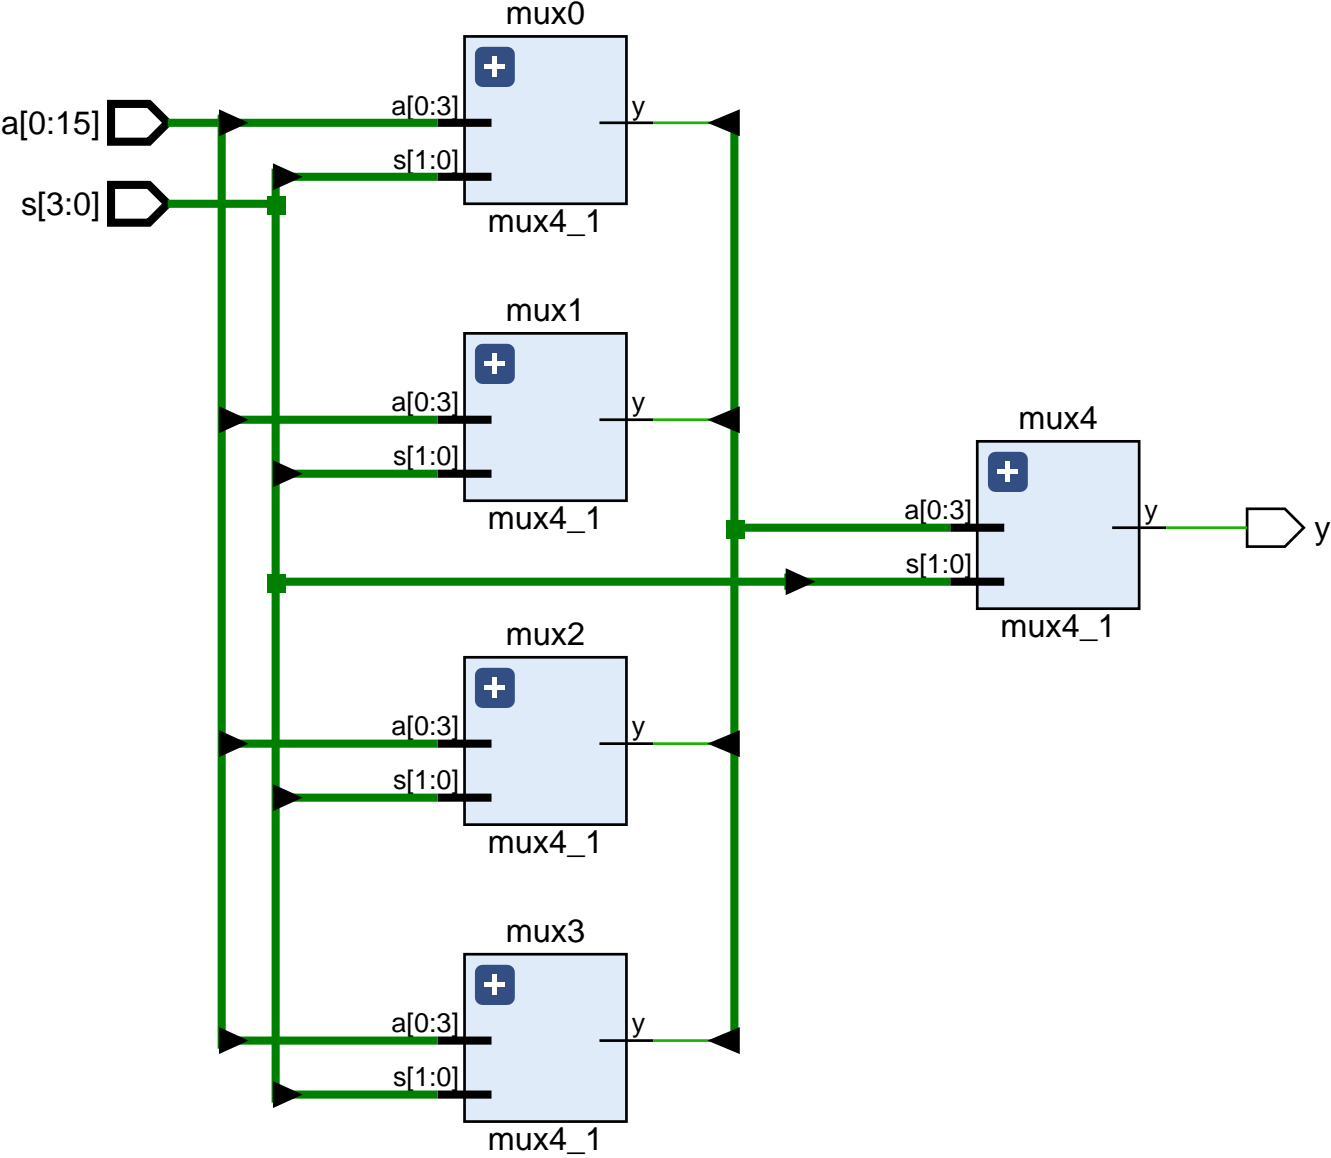 mux0
a[0:3]
y
a[0:15]
s[1:0]
s[3:0]
mux4_1
mux1
a[0:3]
y
s[1:0]
mux4_1
mux4
a[0:3]
y
y
s[1:0]
mux4_1
mux2
a[0:3]
y
s[1:0]
mux4_1
mux3
a[0:3]
y
s[1:0]
mux4_1